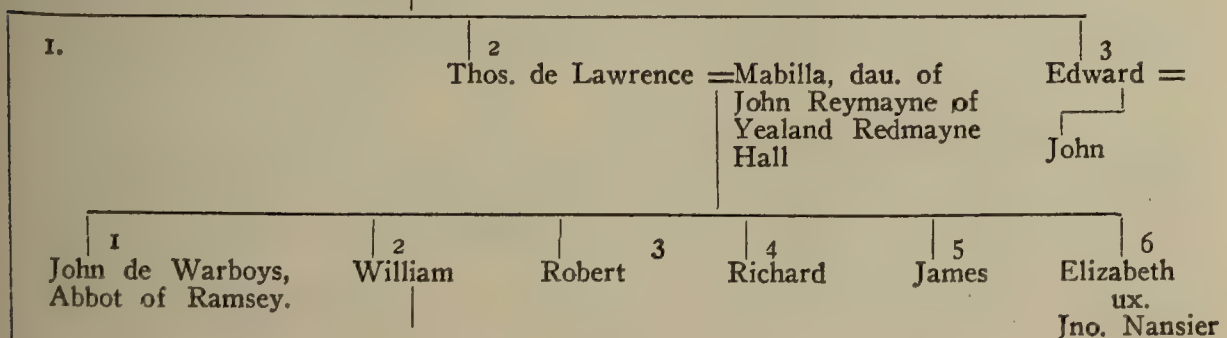 I. 2 3
Thos. de Lawrence = Mabilla, dau. of Edward =
John Reymayne of
Yealand Redmayne
Hall John
1 2 3 4 5 6
John de Warboys, William Robert Richard James Elizabeth
Abbot of Ramsey. ux.
Jno. Nansier